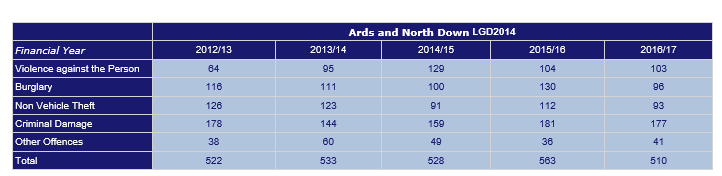 Ards and North Down LGD2014
Financial Year 2012/13 2013/14 2014/15 2015/16 2016/17
Violence against the Person 64 95 129 104 103
Burglary 116 111 100 130 96
Non Vehicle Theft 126 123 91 112 93
Criminal Damage 178 144 159 181 177
Other Offences 38 60 49 36 41
Total 522 533 528 563 510